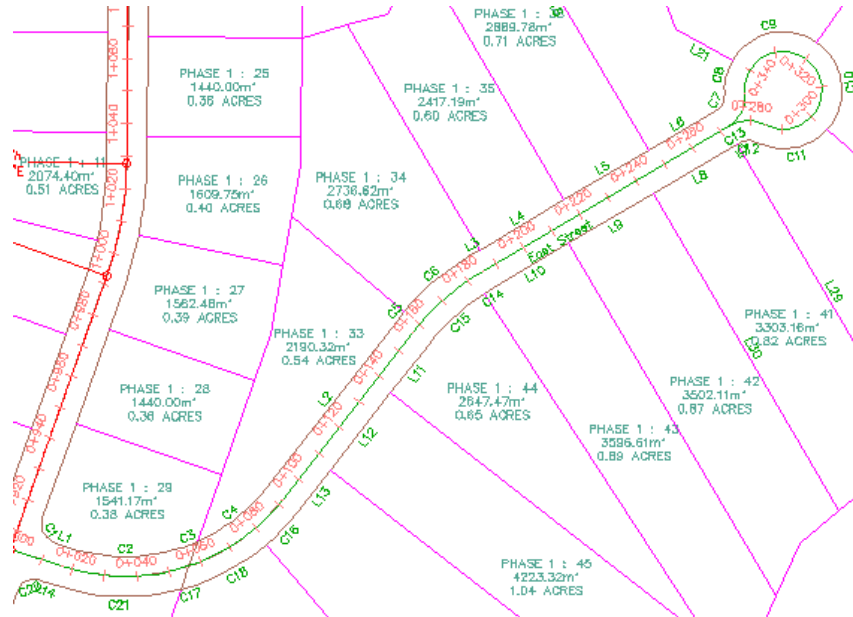 PHASE 1 : 36
2889.78m²
0.71 ACRES
C9
L21
C8
C7
0+340
0+320
0+300
0+280
C13
C11
1+060
1+040
1+020
1+000
PHASE 1 : 25
1440.00m²
0.36 ACRES
PHASE 1 : 35
2417.19m²
0.60 ACRES
PHASE 1 : 11
2074.40m²
0.51 ACRES
PHASE 1 : 26
1609.75m²
0.40 ACRES
PHASE 1 : 34
2736.62m²
0.68 ACRES
L6
L5
L4
L3
0+260
0+240
0+220
0+200
0+180
East Street
L8
L9
L10
C6
C14
C5
C15
0+160
0+140
0+120
0+100
0+080
0+060
0+040
0+020
PHASE 1 : 27
1562.48m²
0.39 ACRES
0+980
0+960
0+940
PHASE 1 : 33
2190.32m²
0.54 ACRES
L29
L30
PHASE 1 : 41
3303.16m²
0.82 ACRES
PHASE 1 : 28
1440.00m²
0.36 ACRES
L2
L11
L12
L13
PHASE 1 : 44
2647.47m²
0.65 ACRES
PHASE 1 : 42
3502.11m²
0.87 ACRES
PHASE 1 : 43
3596.61m²
0.89 ACRES
PHASE 1 : 29
1541.17m²
0.38 ACRES
L1
C2
C3
C4
C16
C18
C17
C21
PHASE 1 : 45
4223.32m²
1.04 ACRES